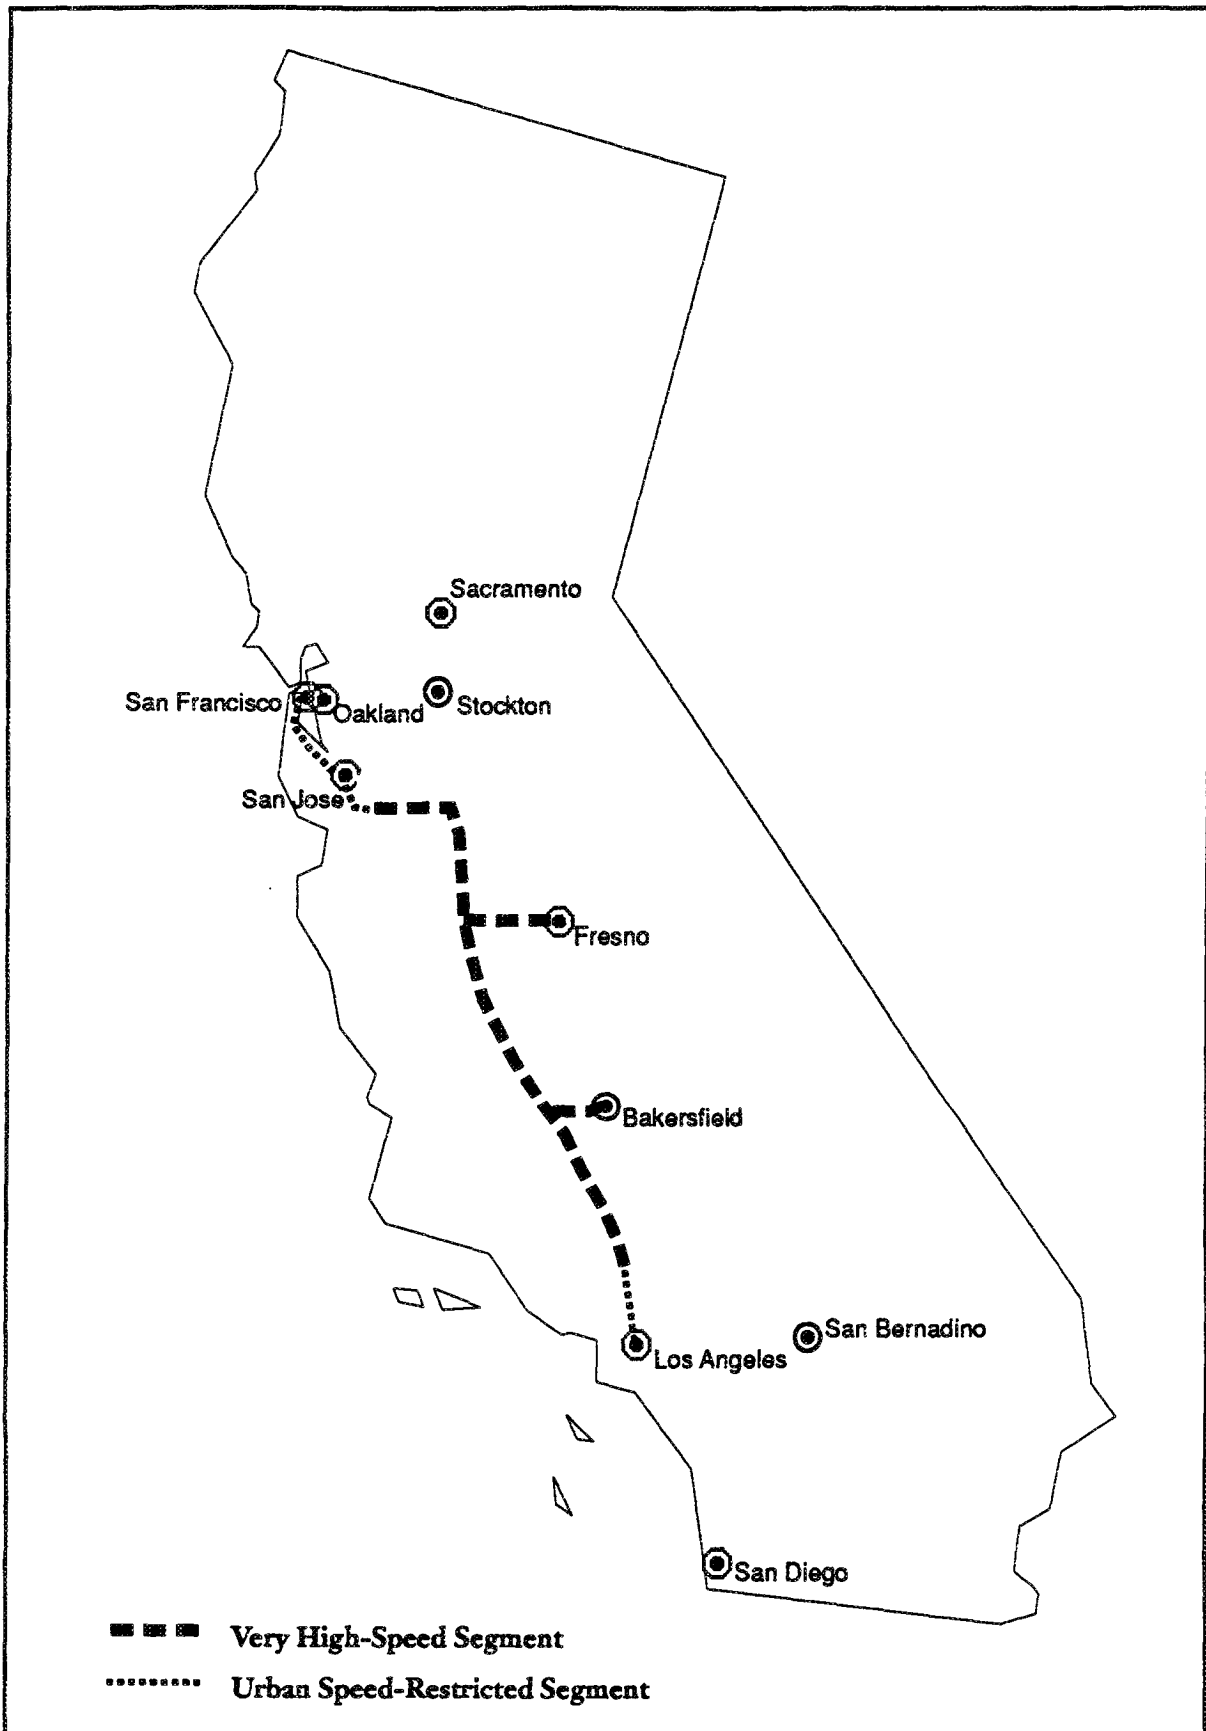 Sacramento
San Francisco
Oakland
Stockton
San Jose
Fresno
Bakersfield
San Bernadino
Los Angeles
San Diego
Very High-Speed Segment
Urban Speed-Restricted Segment